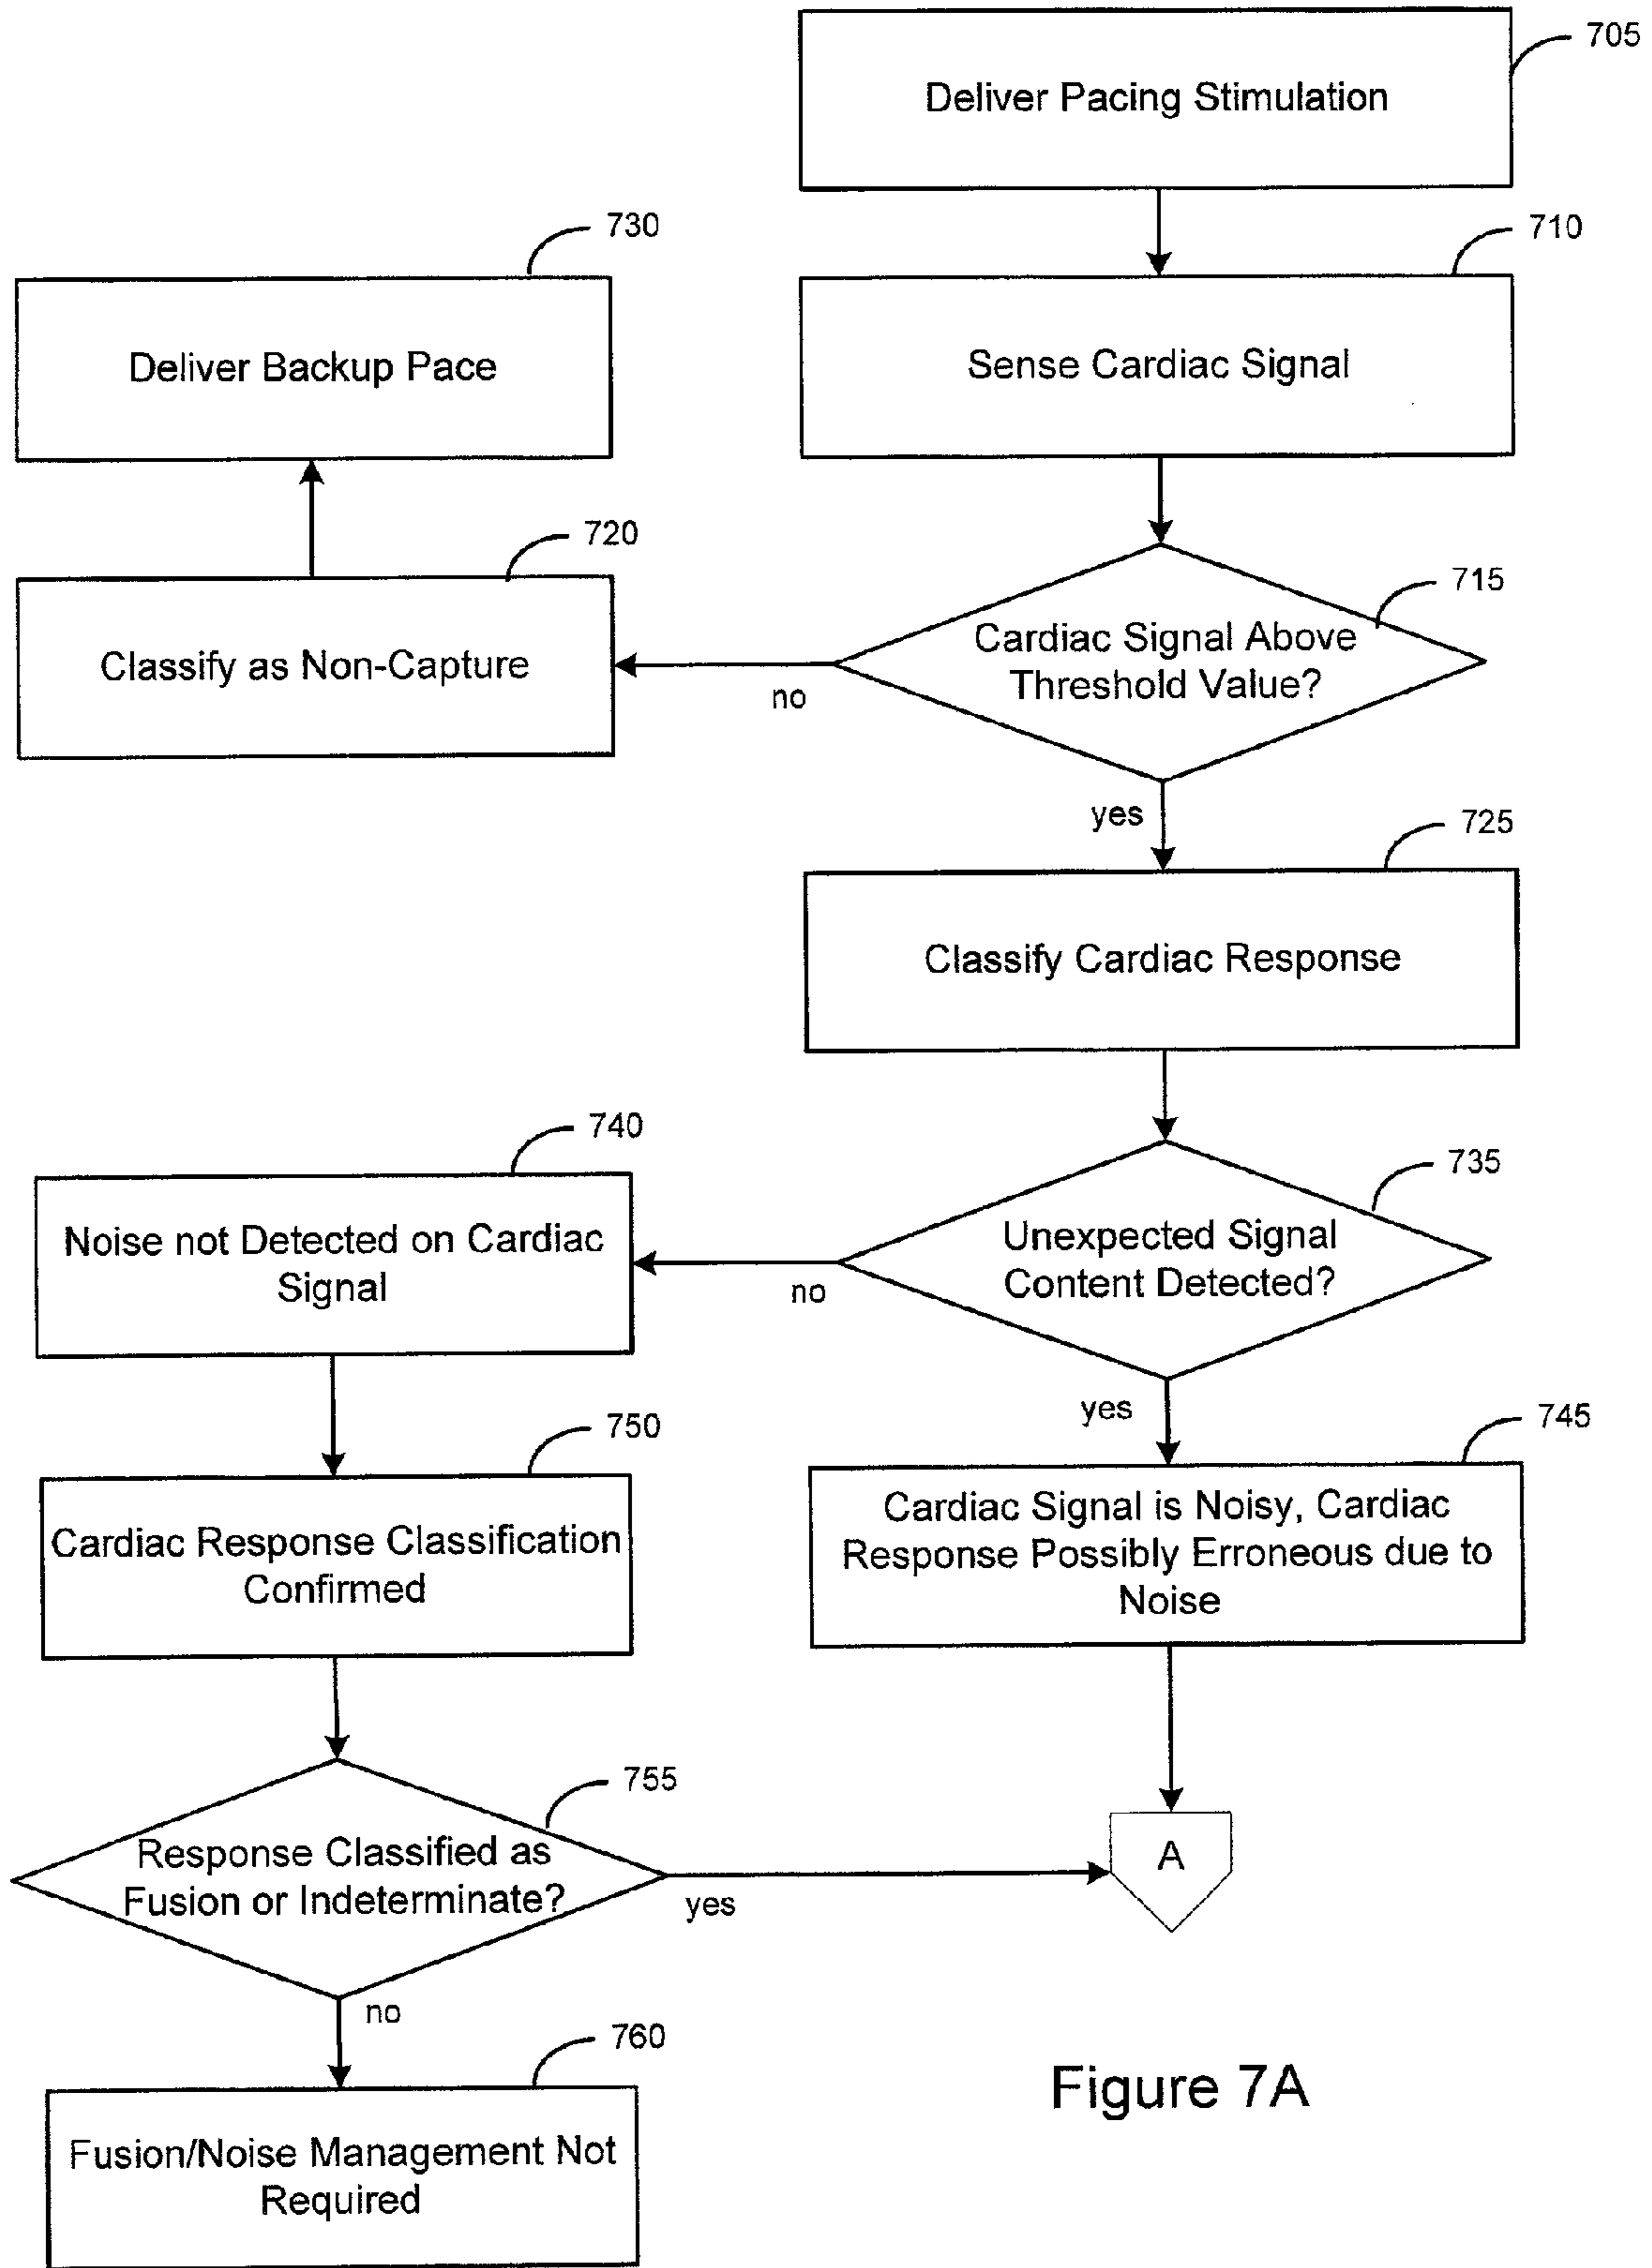 705
Deliver Pacing Stimulation
730
710
Deliver Backup Pace
Sense Cardiac Signal
720
715
Classify as Non-Capture
Cardiac Signal Above
Threshold Value?
no
yes
725
Classify Cardiac Response
740
735
Noise not Detected on Cardiac
Signal
Unexpected Signal
Content Detected?
no
yes
750
745
Cardiac Response Classification
Confirmed
Cardiac Signal is Noisy, Cardiac
Response Possibly Erroneous due to
Noise
755
Response Classified as
Fusion or Indeterminate?
yes
A
no
760
Fusion/Noise Management Not
Required
Figure 7A